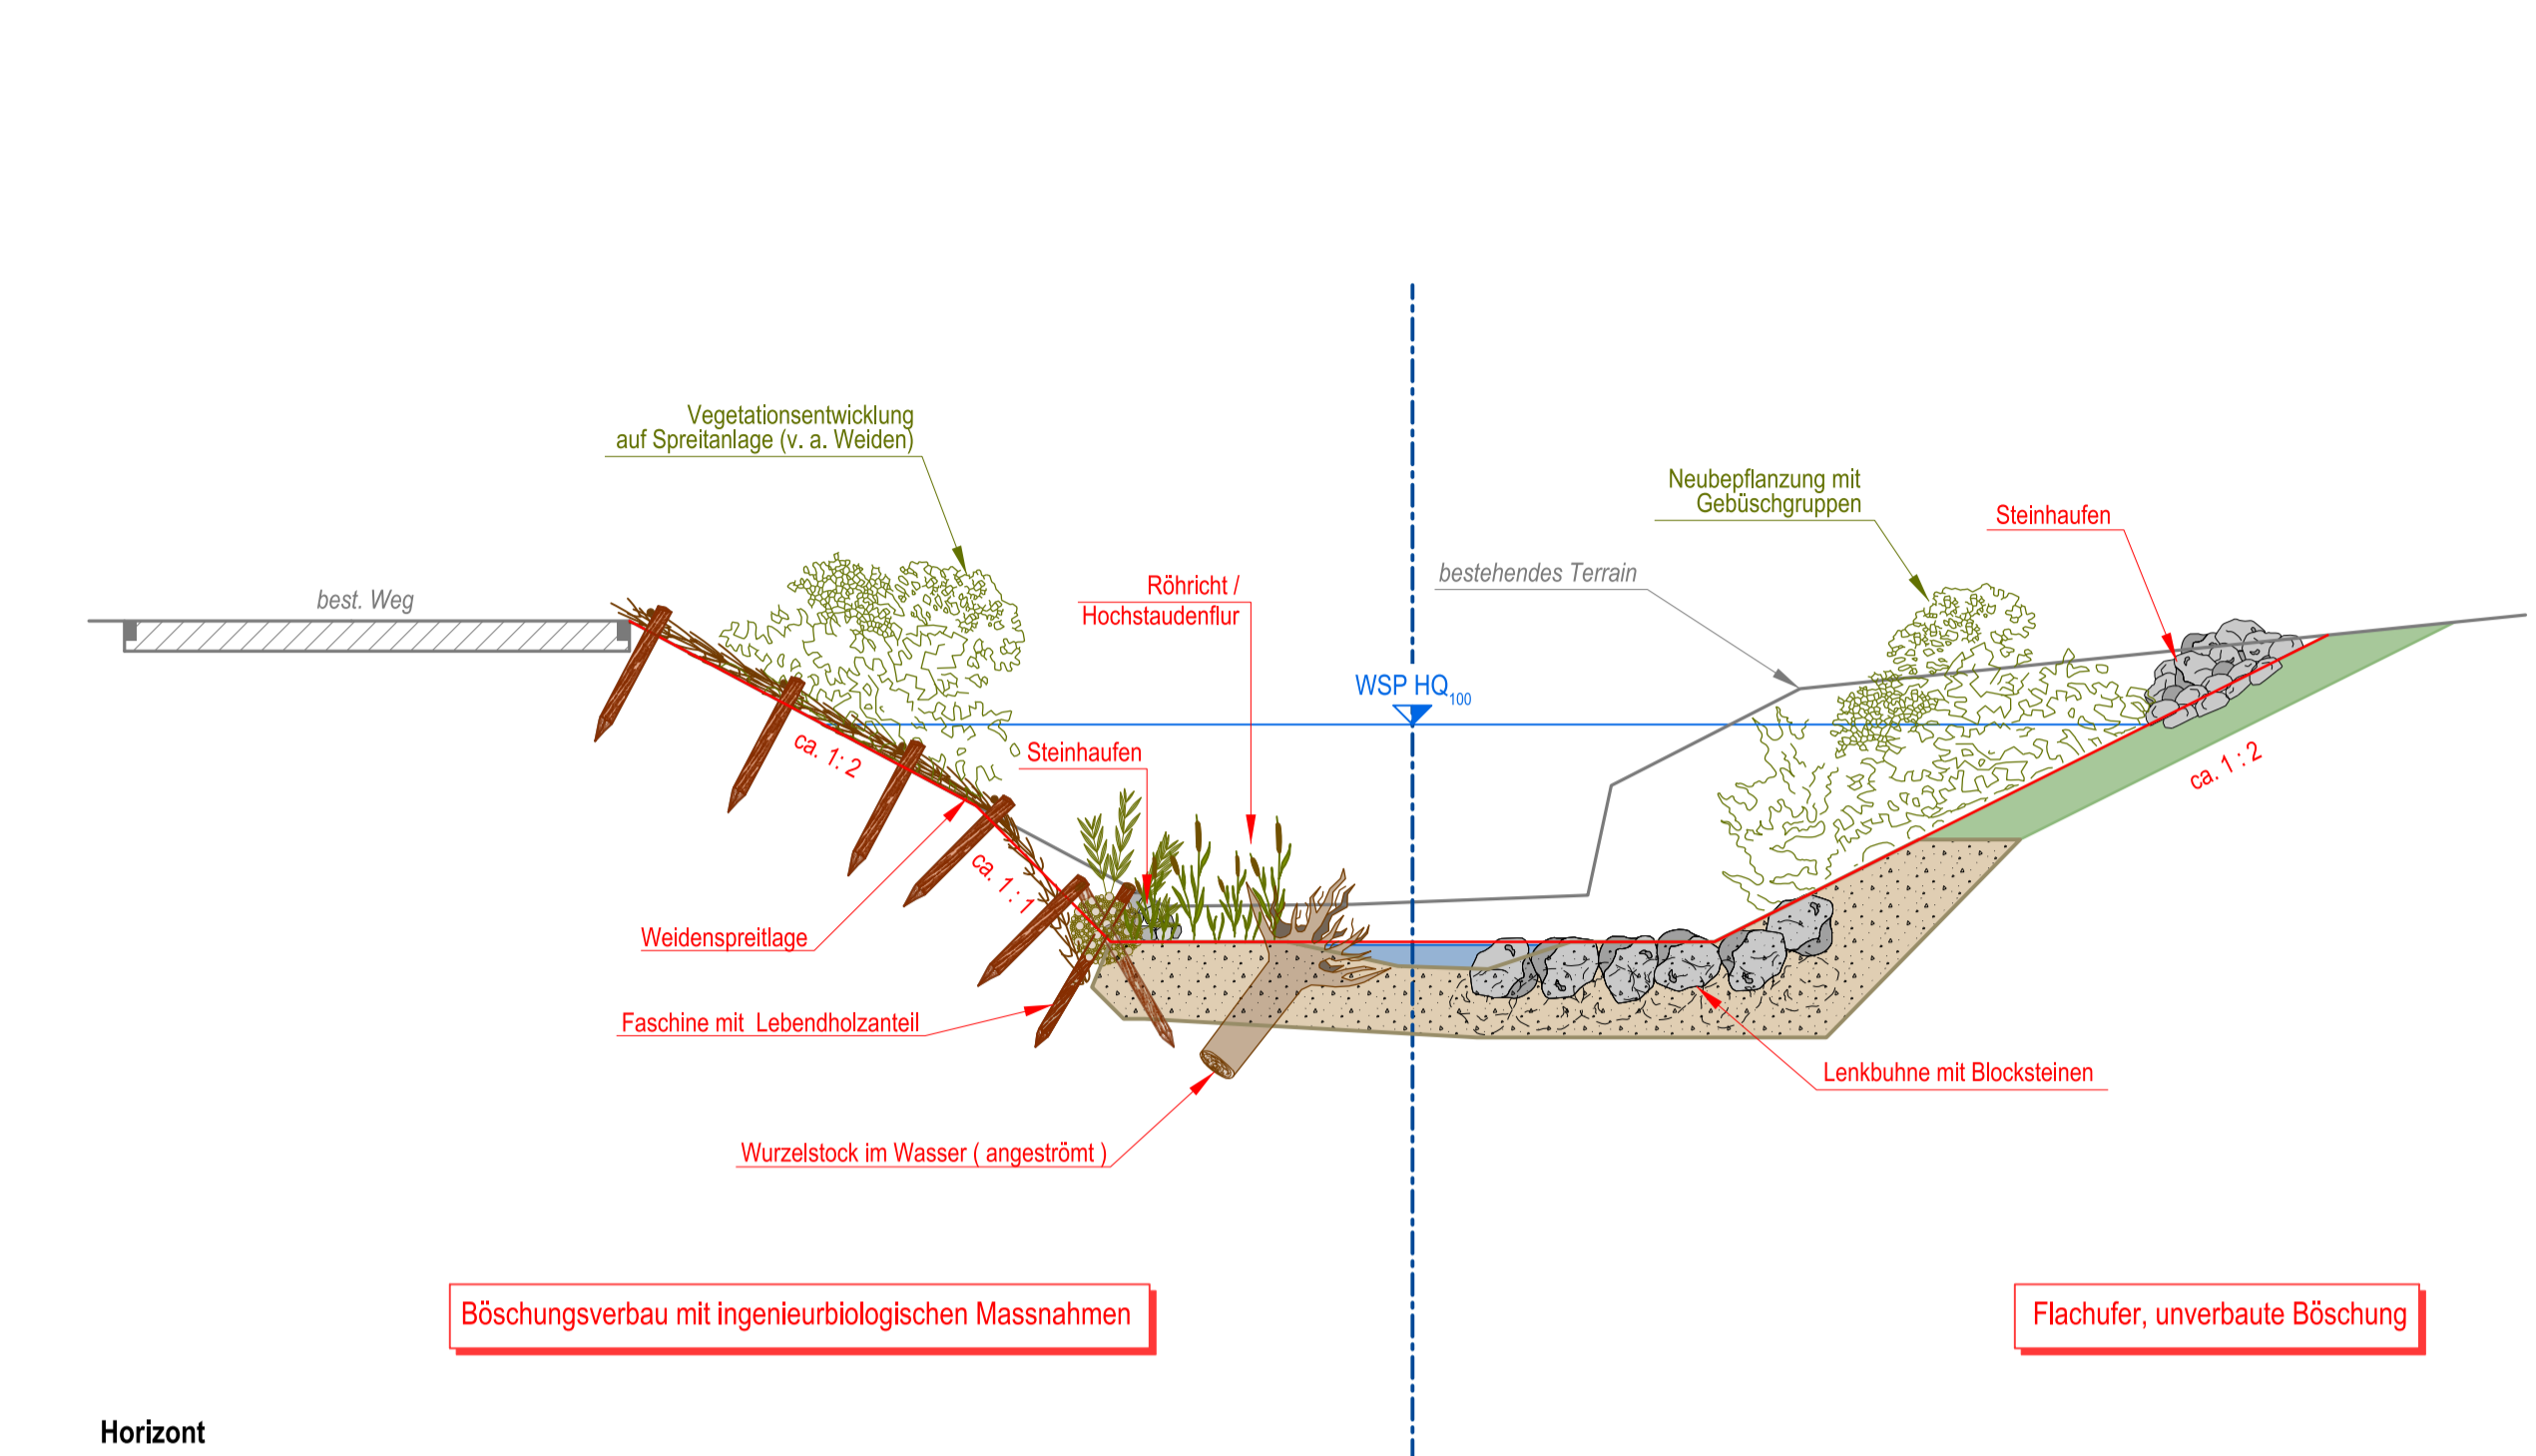 Vegetationsentwicklung
auf Spreitanlage (v. a. Weiden)
Neubepflanzung mit
Gebüschgruppen
Steinhaufen
bestehendes Terrain
Röhricht /
Hochstaudenflur
best. Weg
WSP HQ100
ca. 1: 2
Steinhaufen
ca. 1 : 2
ca. 1 : 1
Weidenspreitlage
Faschine mit  Lebendholzanteil
Lenkbuhne mit Blocksteinen
Wurzelstock im Wasser ( angeströmt )
Böschungsverbau mit ingenieurbiologischen Massnahmen
Flachufer, unverbaute Böschung
Horizont